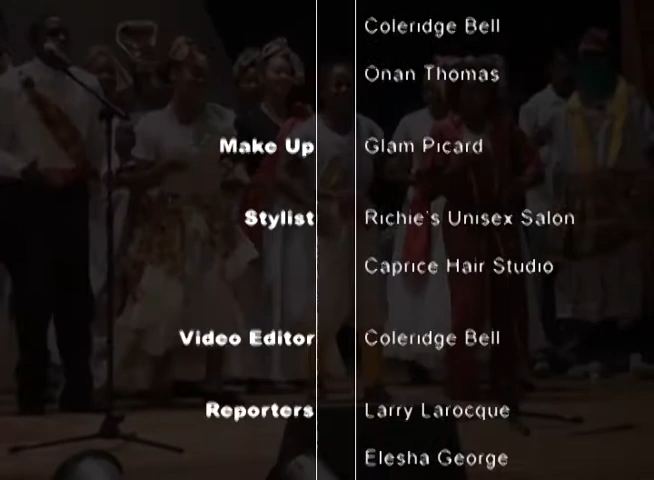 Coleridge Bell
Onan Thomas
Make Up Glam Picard
Stylist Richie's Unisex Salon
Caprice Hair Studio
Video Editor Coleridge Bell
Reporters Larry Larocque
Elesha George